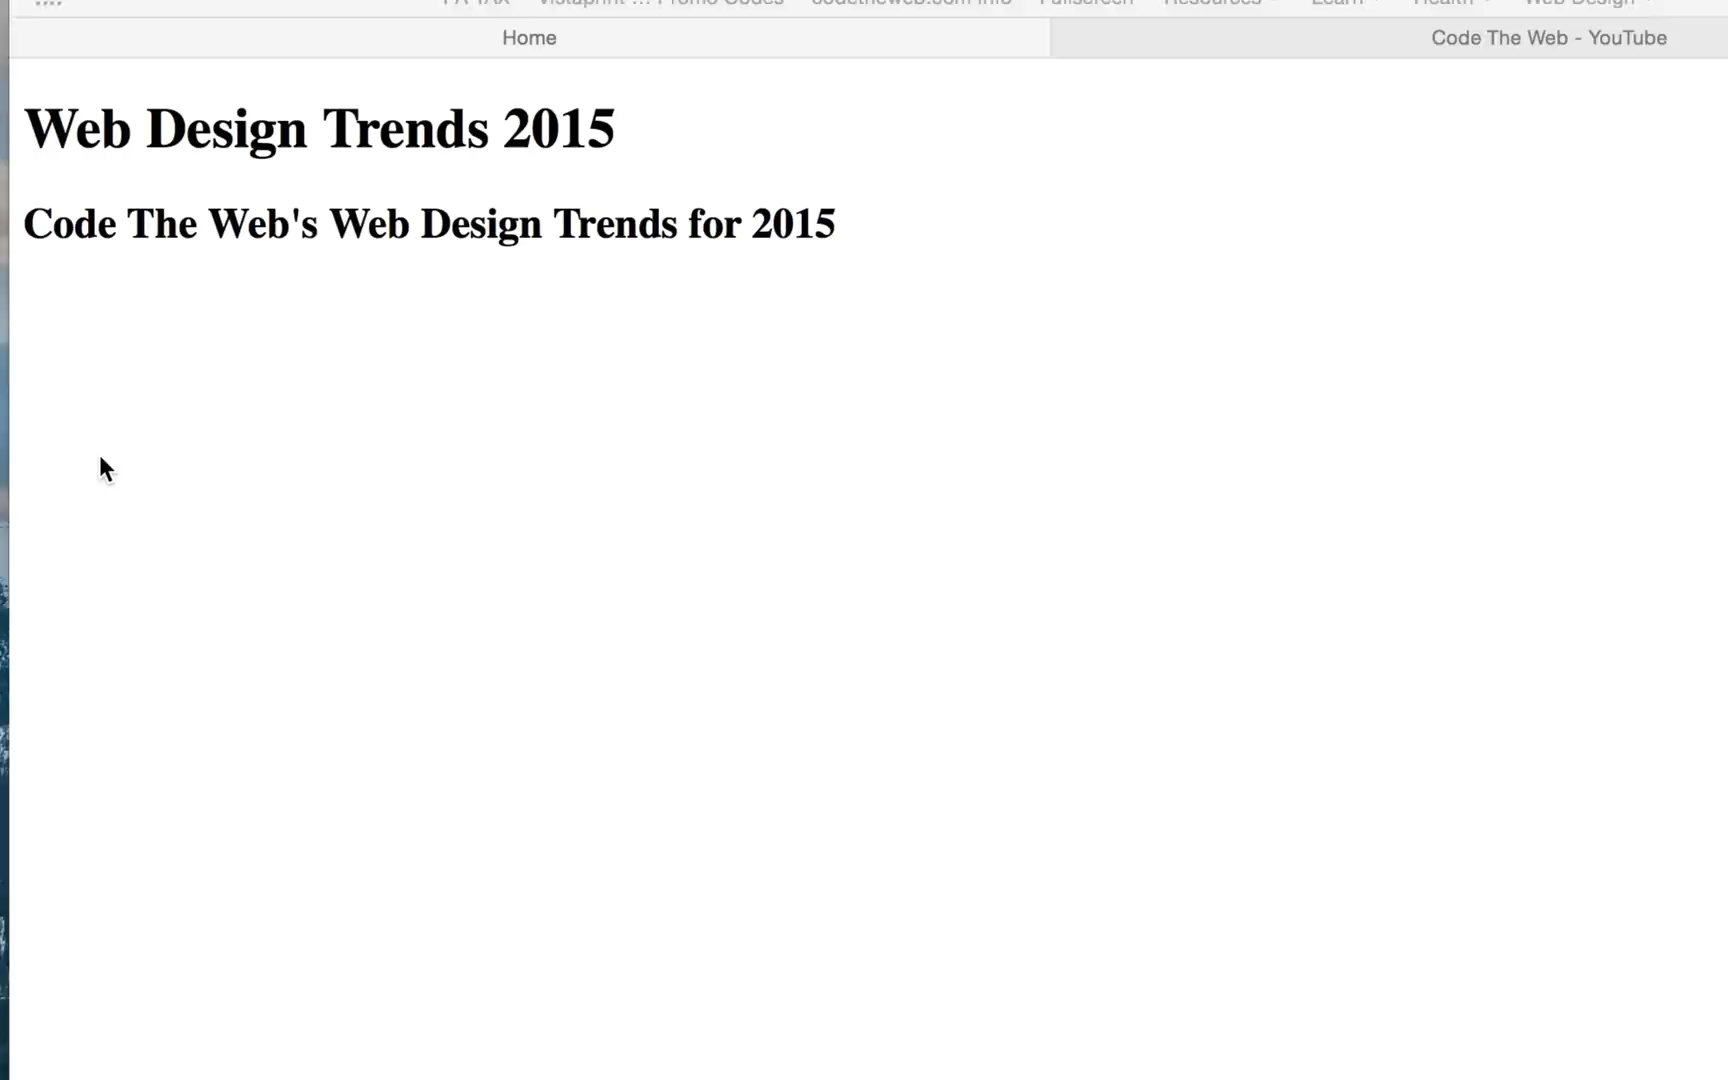 Home
Code The Web - YouTube
Web Design Trends 2015
Code The Web's Web Design Trends for 2015